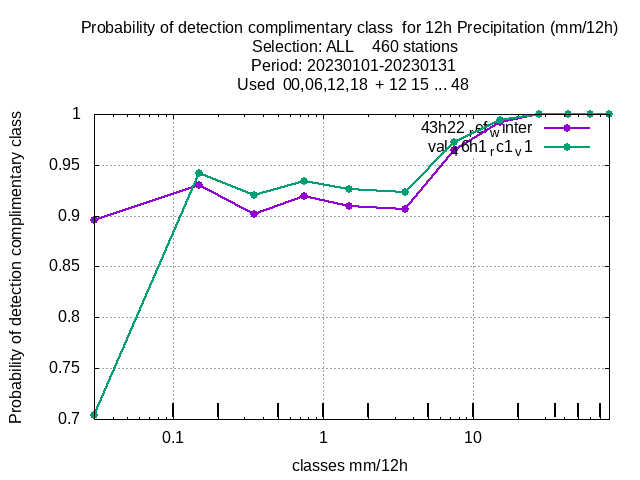 Probability of detection complimentary class for 12h Precipitation (mm/12h)
Selection: ALL 460 stations
Period: 20230101-20230131
Used 00,06,12,18 + 12 15 ... 48
Probability of detection complimentary class
1
0.95
0.9
0.85
0.8
0.75
0.7
0.1 1 10
classes mm/12h
43h22_ref_winter
val_46h1_rc1_v1